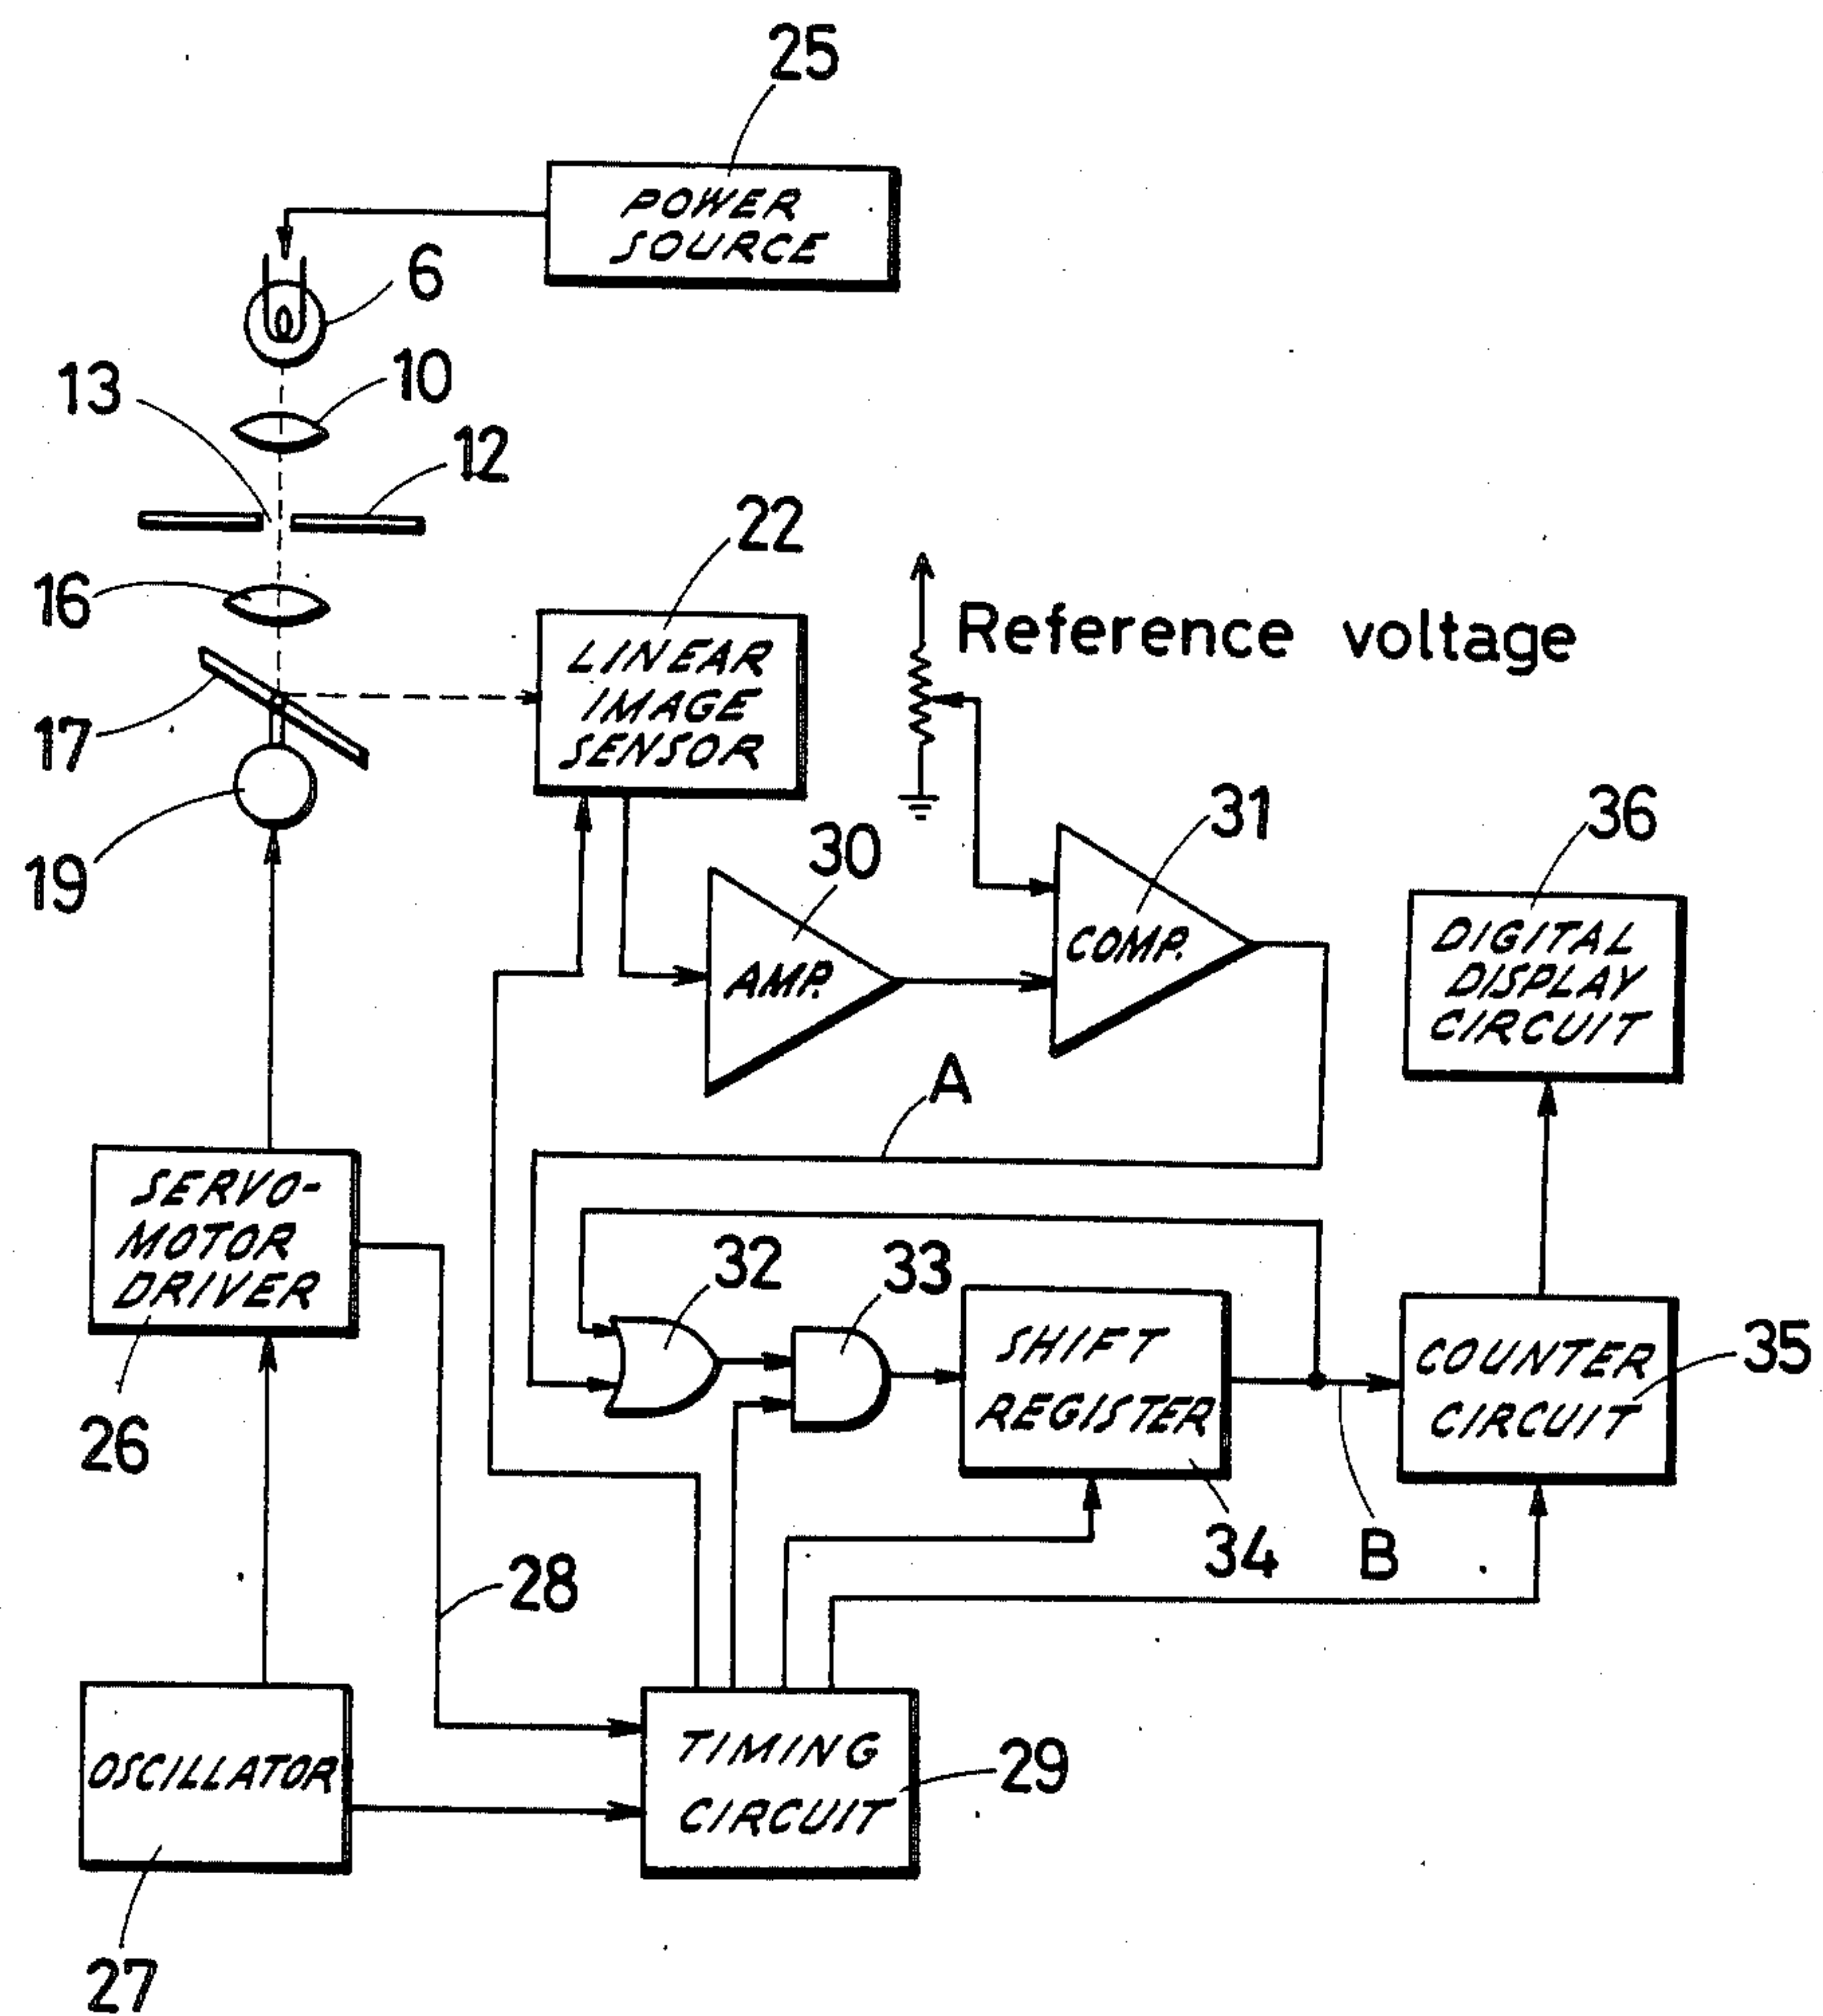 25
POWER
SOURCE
6
13
10
12
22
16
LINEAR
IMAGE
SENSOR
Reference voltage
17
19
30
31
36
AMP.
COMP.
DIGITAL
DISPLAY
CIRCUIT
A
SERVO-
MOTOR
DRIVER
32
33
SHIFT
REGISTER
COUNTER
CIRCUIT
35
26
34
B
28
OSCILLATOR
TIMING
CIRCUIT
29
27